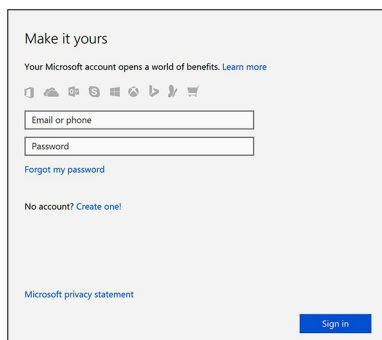 Make it yours
Your Microsoft account opens a world of benefits. Learn more
Email or phone
Password
Forgot my password
No account? Create one!
Microsoft privacy statement
Sign in